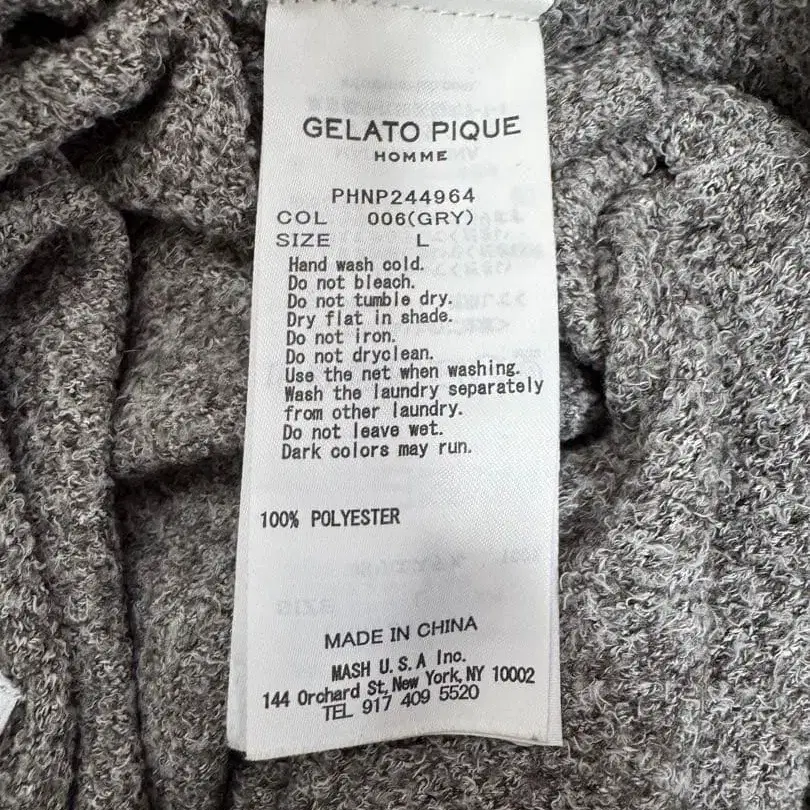 GELATO PIQUE
HOMME
PHNP244964
COL 006(GRY)
SIZE L
Hand wash cold.
Do not bleach.
Do not tumble dry.
Dry flat in shade.
Do not iron.
Do not dryclean.
Use the net when washing.
Wash the laundry separately
from other laundry.
Do not leave wet.
Dark colors may run.
100% POLYESTER
MADE IN CHINA
MASH U.S.A Inc.
144 Orchard St, New York, NY 10002
TEL 917 409 5520